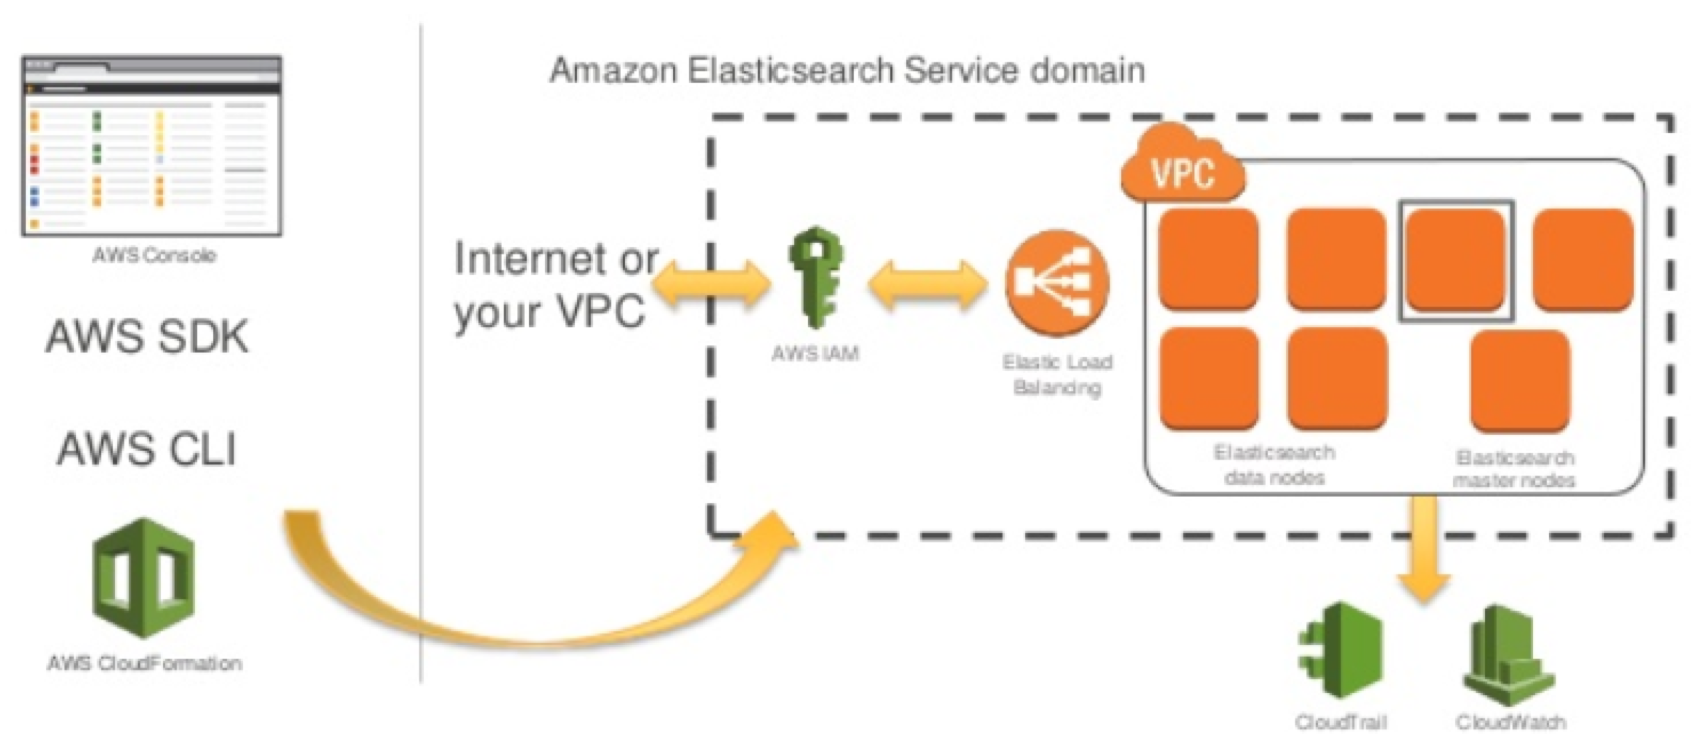 Amazon Elasticsearch Service domain
AWS Console
AWS SDK
AWS CLI
AWS CloudFormation
Internet or
your VPC
AWS IAM
Elastic Load
Balancing
VPC
Elasticsearch
data nodes
Elasticsearch
master nodes
CloudTrail
CloudWatch